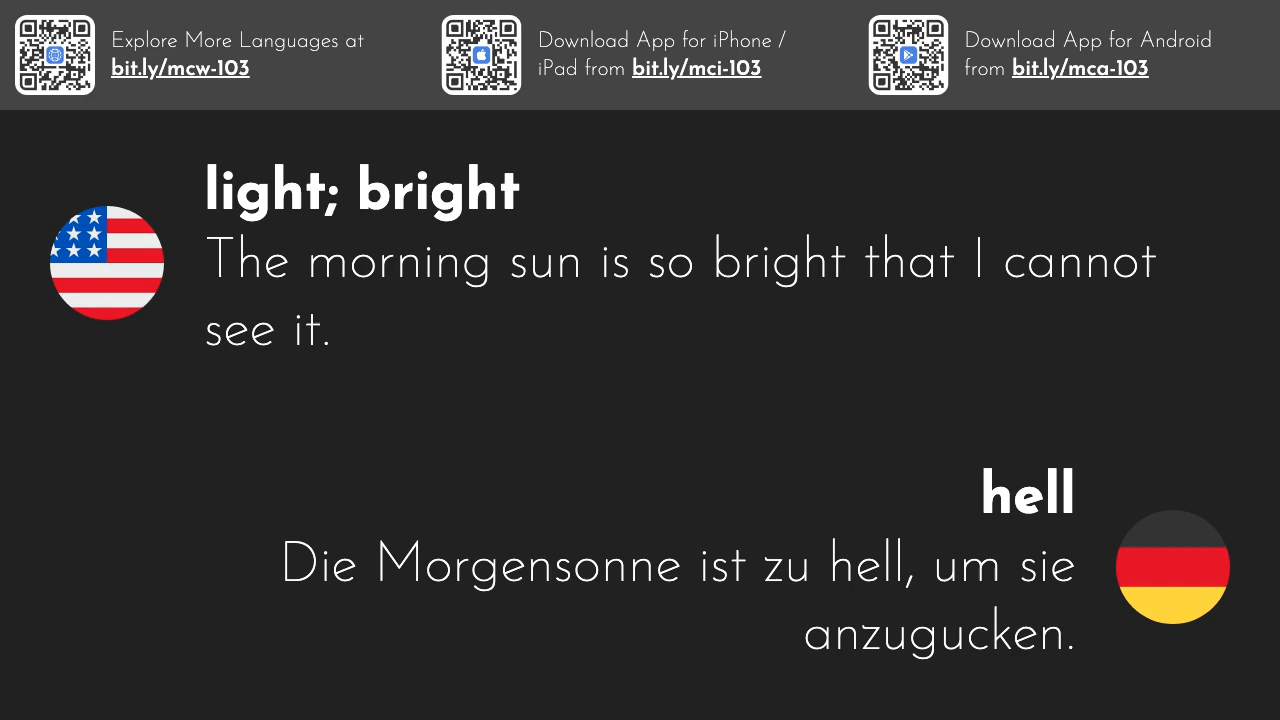 Explore More Languages at
bit.ly/mcw-103
Download App for iPhone /
iPad from bit.ly/mci-103
Download App for Android
from bit.ly/mca-103
light; bright
The morning sun is so bright that I cannot
see it.
hell
Die Morgensonne ist zu hell, um sie
anzugucken.